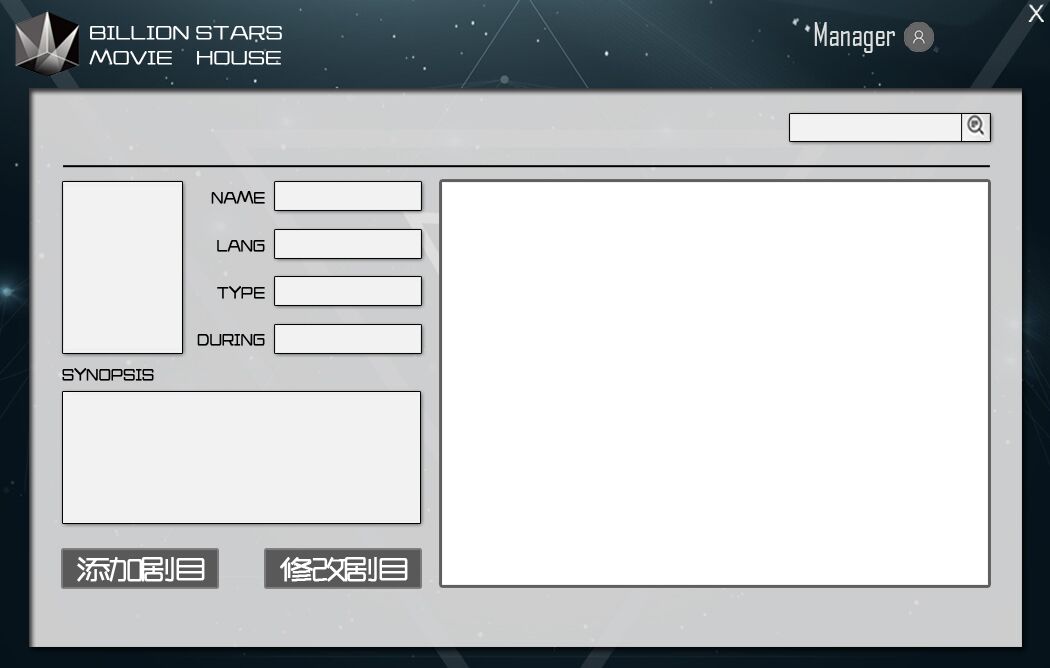 BILLION STARS
MOVIE HOUSE
Manager
X
NAME
LANG
TYPE
DURING
SYNOPSIS
添加剧目
修改剧目